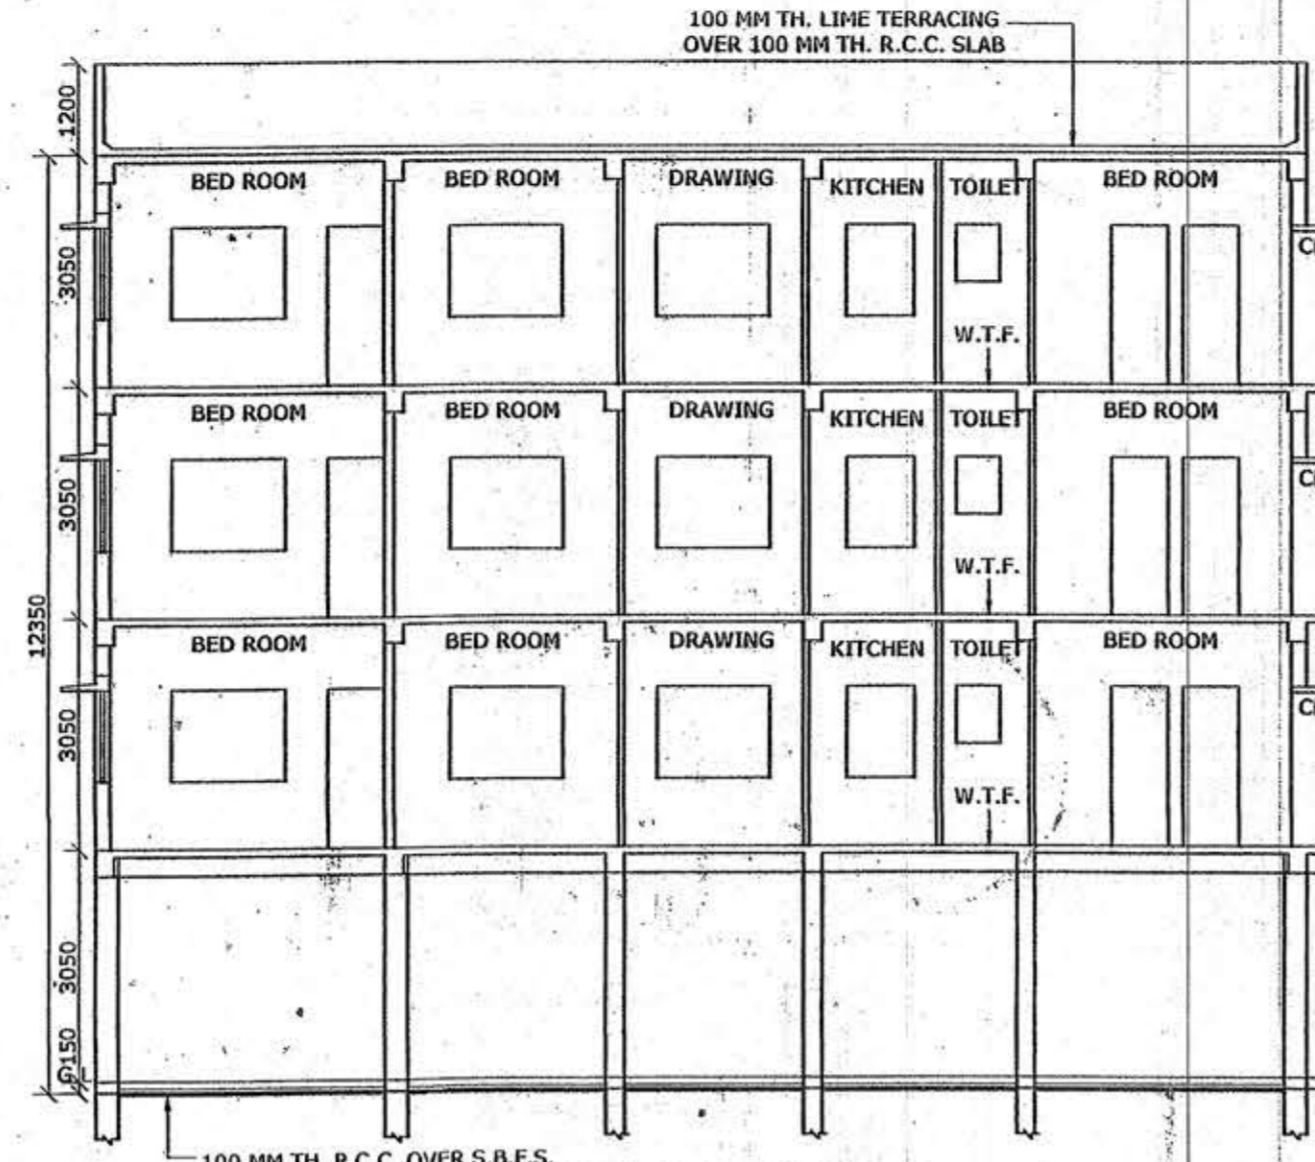 100 MM TH. LIME TERRACING
OVER 100 MM TH. R.C.C. SLAB
1200
BED ROOM
BED ROOM
DRAWING
KITCHEN
TOILET
BED ROOM
3050
W.T.F.
BED ROOM
BED ROOM
DRAWING
KITCHEN
TOILET
BED ROOM
3050
W.T.F.
12350
BED ROOM
BED ROOM
DRAWING
KITCHEN
TOILET
BED ROOM
3050
W.T.F.
3050
150
100 MM TH. P.C.C. OVER S.B.F.S.